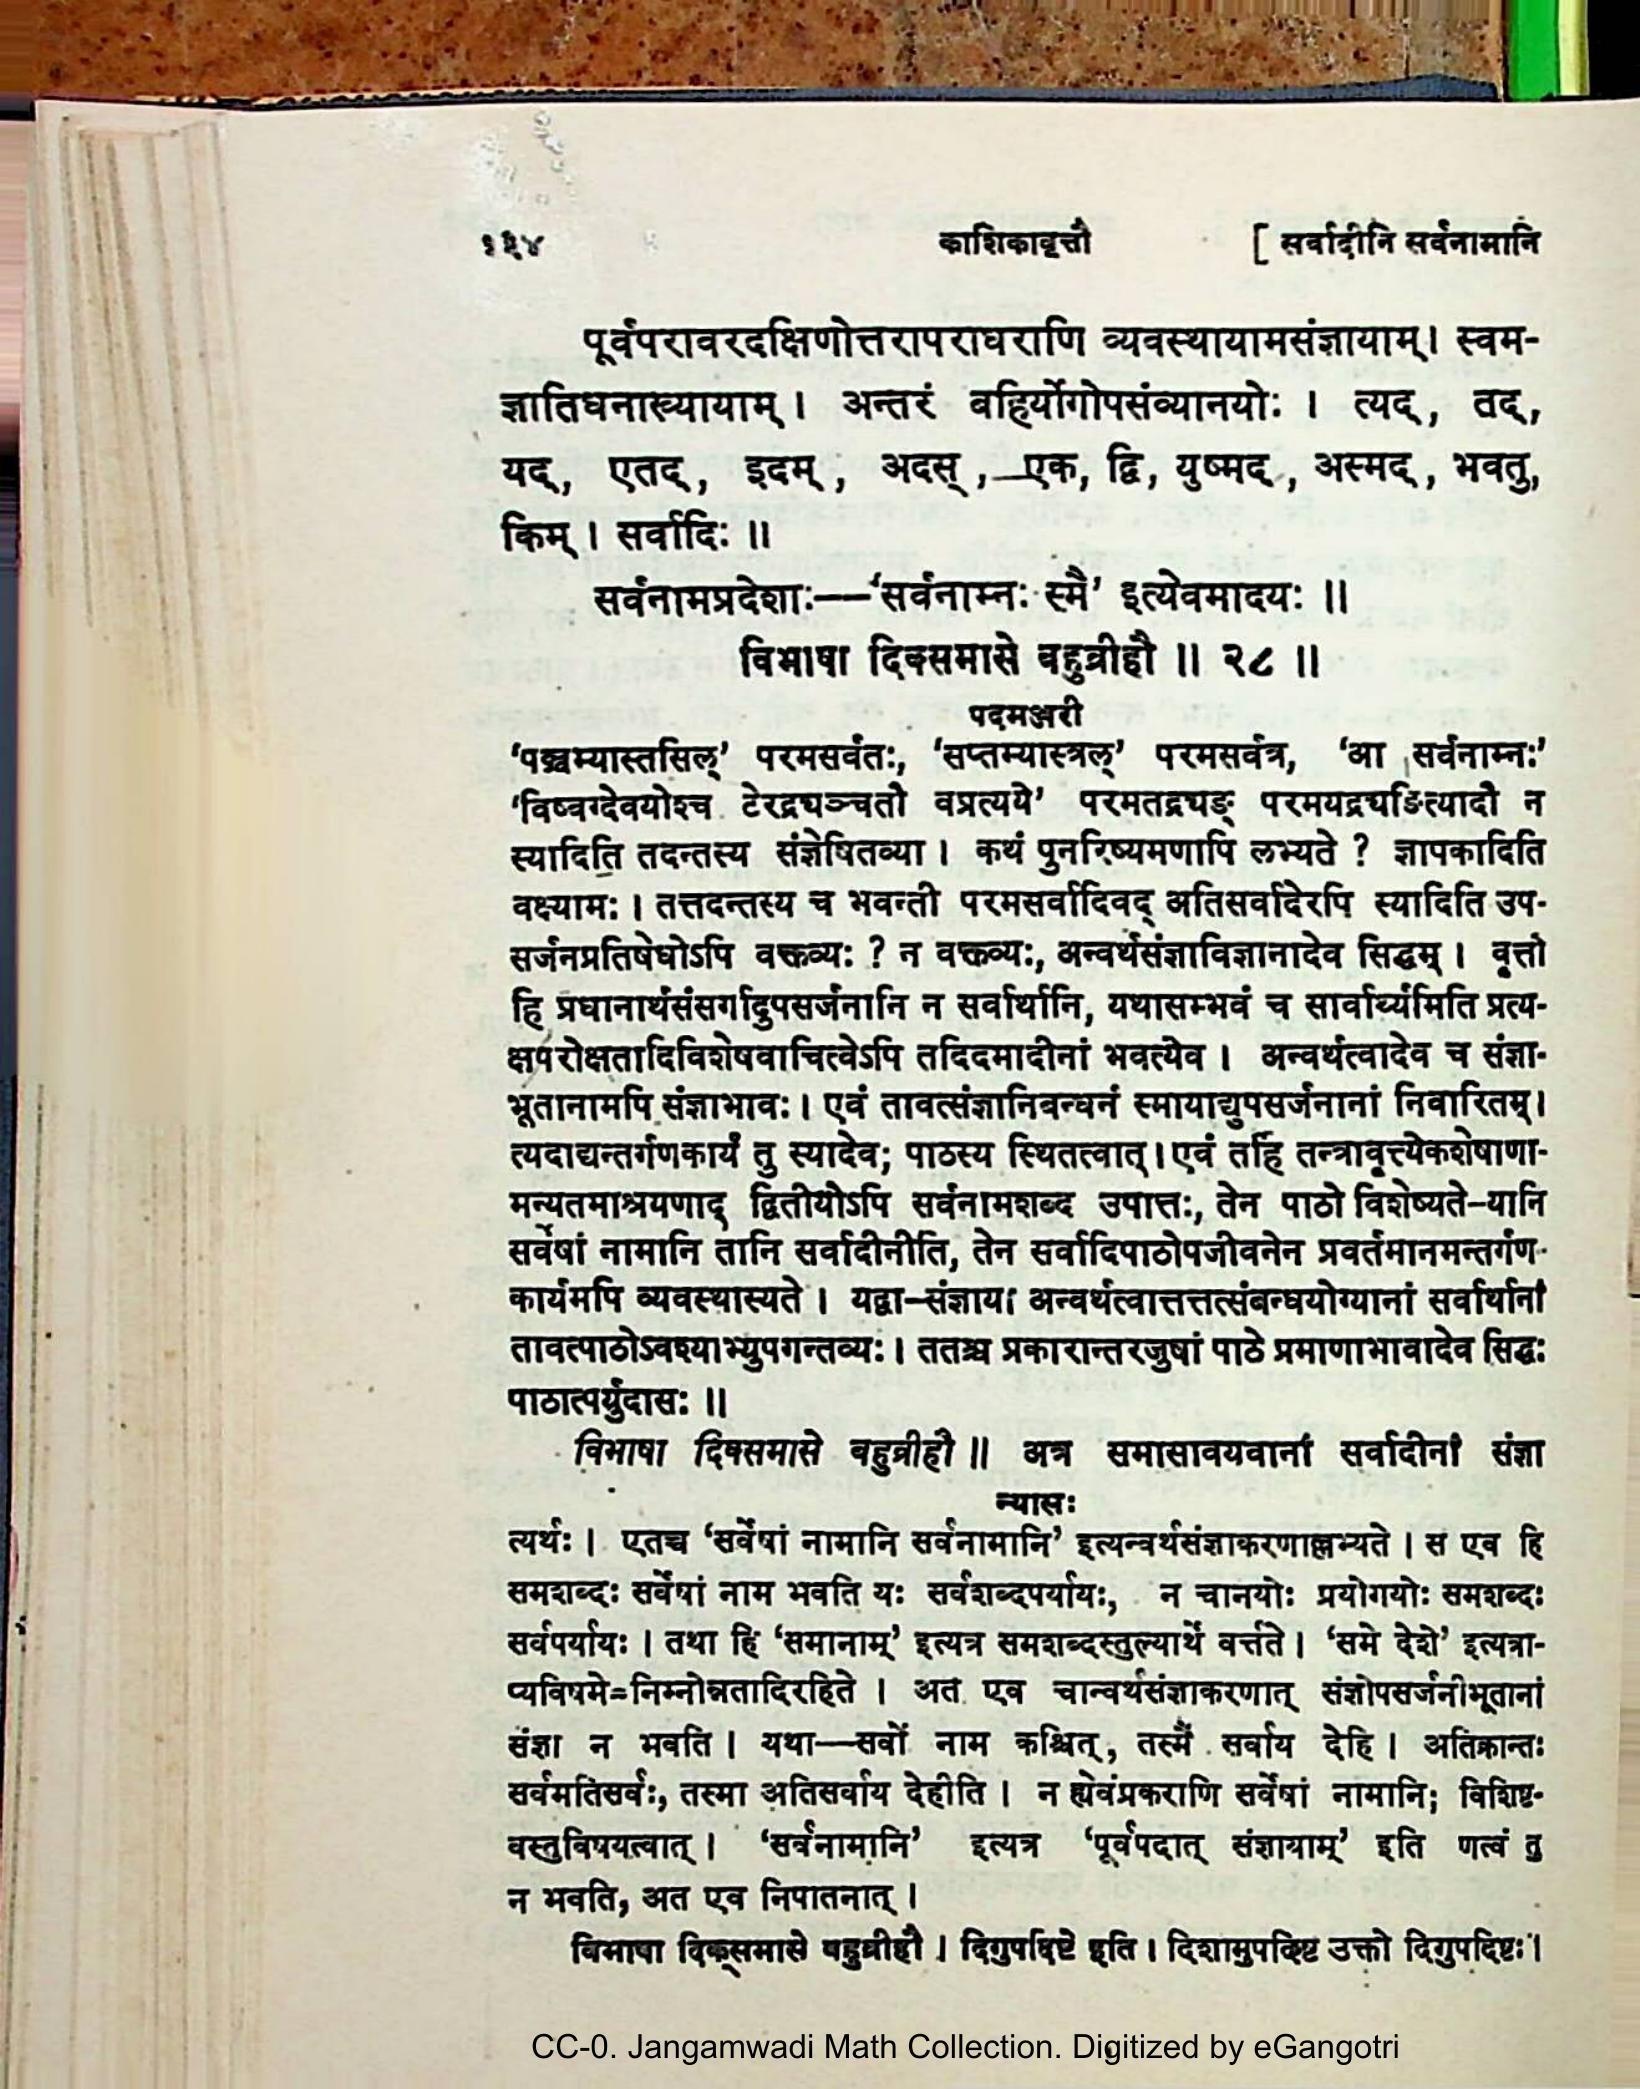 १२४ काशिकावृत्तौ [ सर्वादीनि सर्वनामानि
पूर्वपरावरदक्षिणोत्तरापराधराणि व्यवस्थायामसंज्ञायाम्। स्वम-
ज्ञातिधनाख्यायाम् । अन्तरं बहिर्योगोपसंव्यानयोः । त्यद्, तद्,
यद्, एतद्, इदम्, अदस्, एक, द्वि, युष्मद्, अस्मद्, भवतु,
किम् । सर्वादिः ॥
सर्वनामप्रदेशाः—'सर्वनाम्नः स्मै' इत्येवमादयः ॥
विभाषा दिक्समासे बहुव्रीहौ ॥ २८ ॥
पदमञ्जरी
'पञ्चम्यास्तसिल्' परमसर्वतः, 'सप्तम्यास्त्रल्' परमसर्वत्र, 'आ सर्वनाम्नः'
'विष्वग्देवयोश्च टेरद्र्यञ्चतौ वप्रत्यये' परमतद्र्यङ् परमयद्र्यङित्यादौ न
स्यादिति तदन्तस्य संज्ञेषितव्या । कथं पुनरिष्यमणापि लभ्यते ? ज्ञापकादिति
वक्ष्यामः । तत्तदन्तस्य च भवन्ती परमसर्वादिवद् अतिसर्वादेरपि स्यादिति उप-
सर्जनप्रतिषेधोऽपि वक्तव्यः ? न वक्तव्यः, अन्वर्थसंज्ञाविज्ञानादेव सिद्धम् । वृत्तो
हि प्रधानार्थसंसर्गादुपसर्जनानि न सर्वार्थानि, यथासम्भवं च सार्वार्थ्यमिति प्रत्य-
क्षपरोक्षतादिविशेषवाचित्वेऽपि तदिदमादीनां भवत्येव । अन्वर्थत्वादेव च संज्ञा-
भूतानामपि संज्ञाभावः । एवं तावत्संज्ञानिबन्धनं स्मायाद्युपसर्जनानां निवारितम्।
त्यदाद्यन्तर्गणकार्यं तु स्यादेव; पाठस्य स्थितत्वात् । एवं तर्हि तन्त्रावृत्त्येकशेषाणा-
मन्यतमाश्रयणाद् द्वितीयोऽपि सर्वनामशब्द उपात्तः, तेन पाठो विशेष्यते–यानि
सर्वेषां नामानि तानि सर्वादीनीति, तेन सर्वादिपाठोपजीवनेन प्रवर्तमानमन्तर्गण-
कार्यमपि व्यवस्थास्यते । यद्वा–संज्ञाया अन्वर्थत्वात्तत्तत्संबन्धयोग्यानां सर्वार्थानां
तावत्पाठोऽवश्याभ्युपगन्तव्यः । ततश्च प्रकारान्तरजुषां पाठे प्रमाणाभावादेव सिद्धः
पाठात्पर्युदासः ॥
विभाषा दिक्समासे बहुव्रीहौ ॥ अत्र समासावयवानां सर्वादीनां संज्ञा
न्यासः
त्यर्थः । एतच्च 'सर्वेषां नामानि सर्वनामानि' इत्यन्वर्थसंज्ञाकरणाल्लभ्यते । स एव हि
समशब्दः सर्वेषां नाम भवति यः सर्वशब्दपर्यायः, न चानयोः प्रयोगयोः समशब्दः
सर्वपर्यायः । तथा हि 'समानाम्' इत्यत्र समशब्दस्तुल्यार्थे वर्त्तते । 'समे देशे' इत्यत्रा-
प्यविषमे=निम्नोन्नतादिरहिते । अत एव चान्वर्थसंज्ञाकरणात् संज्ञोपसर्जनीभूतानां
संज्ञा न भवति । यथा—सर्वो नाम कश्चित्, तस्मै सर्वाय देहि । अतिक्रान्तः
सर्वमतिसर्वः, तस्मा अतिसर्वाय देहीति । न ह्येवंप्रकराणि सर्वेषां नामानि; विशिष्ट-
वस्तुविषयत्वात् । 'सर्वनामानि' इत्यत्र 'पूर्वपदात् संज्ञायाम्' इति णत्वं तु
न भवति, अत एव निपातनात् ।
विभाषा दिक्समासे बहुव्रीहौ । दिगुपदिष्टे इति । दिशामुपदिष्ट उक्तो दिगुपदिष्टः।
CC-0. Jangamwadi Math Collection. Digitized by eGangotri